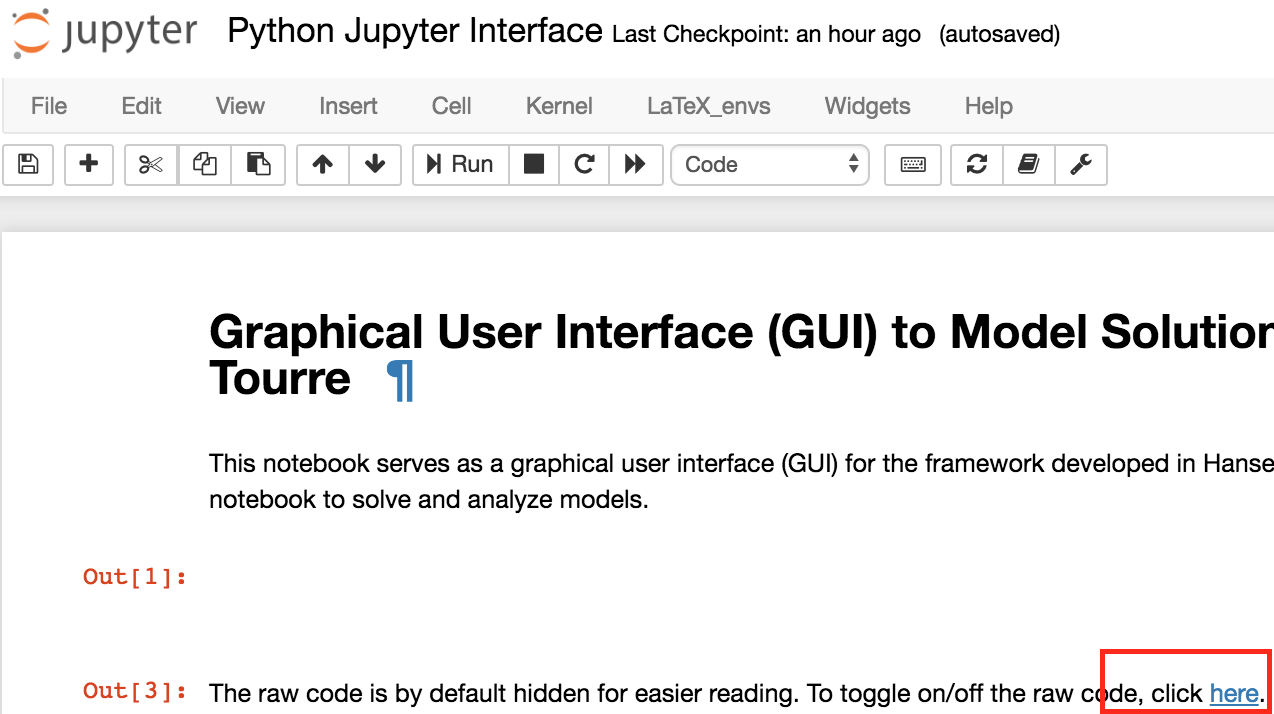 jupyter Python Jupyter Interface Last Checkpoint: an hour ago (autosaved)
File Edit View Insert Cell Kernel LaTeX_envs Widgets Help
Run Code
Graphical User Interface (GUI) to Model Solution
Tourre ¶
This notebook serves as a graphical user interface (GUI) for the framework developed in Hanse
notebook to solve and analyze models.
Out[1]:
Out[3]: The raw code is by default hidden for easier reading. To toggle on/off the raw code, click here.